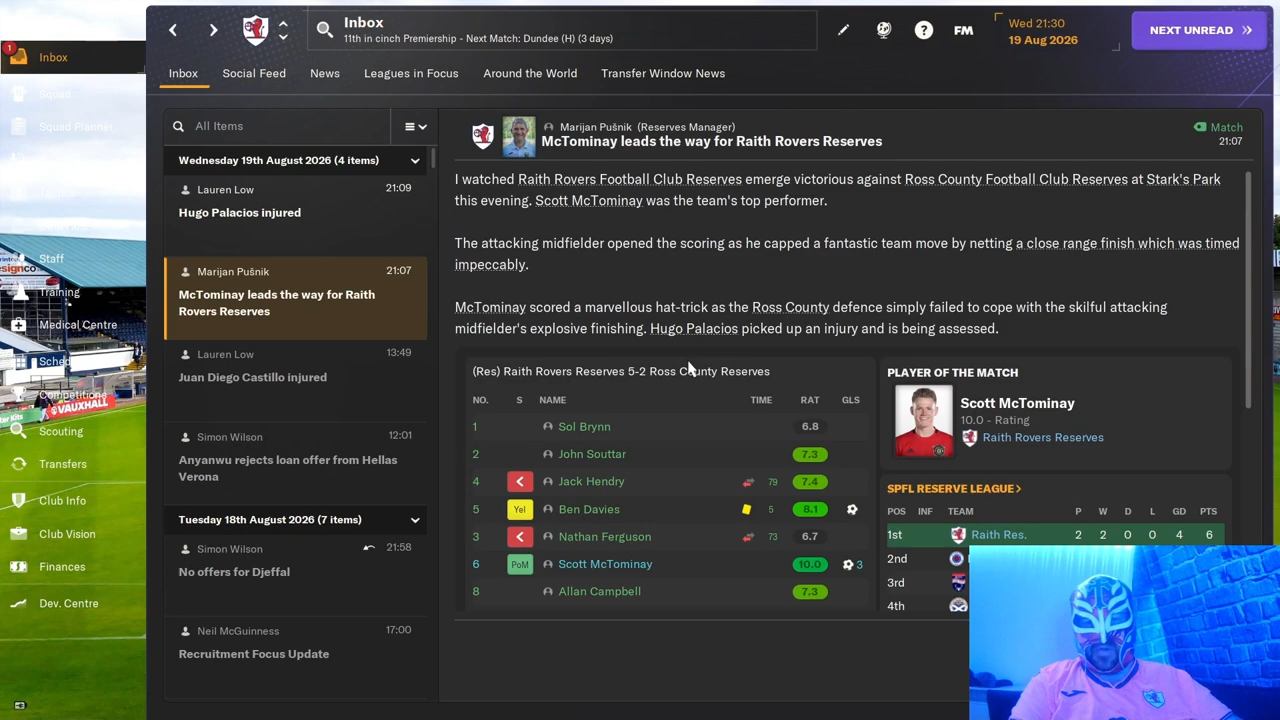 Inbox
11th in cinch Premiership - Next Match: Dundee (H) (3 days)
FM
Wed 21:30
19 Aug 2026
NEXT UNREAD
1
Inbox
Squad
Squad Planner
Staff
Training
Medical Centre
Sched
Competitions
Scouting
Transfers
Club Info
Club Vision
Finances
Dev. Centre
Inbox
Social Feed
News
Leagues in Focus
Around the World
Transfer Window News
All Items
Wednesday 19th August 2026 (4 items)
Lauren Low 21:09
Hugo Palacios injured
Marijan Pušnik 21:07
McTominay leads the way for Raith
Rovers Reserves
Lauren Low 13:49
Juan Diego Castillo injured
Simon Wilson 12:01
Anyanwu rejects loan offer from Hellas
Verona
Tuesday 18th August 2026 (7 items)
Simon Wilson 21:58
No offers for Djeffal
Neil McGuinness 17:00
Recruitment Focus Update
Marijan Pušnik (Reserves Manager)
McTominay leads the way for Raith Rovers Reserves
Match
21:07
I watched Raith Rovers Football Club Reserves emerge victorious against Ross County Football Club Reserves at Stark's Park
this evening. Scott McTominay was the team's top performer.
The attacking midfielder opened the scoring as he capped a fantastic team move by netting a close range finish which was timed
impeccably.
McTominay scored a marvellous hat-trick as the Ross County defence simply failed to cope with the skilful attacking
midfielder's explosive finishing. Hugo Palacios picked up an injury and is being assessed.
(Res) Raith Rovers Reserves 5-2 Ross County Reserves
NO. S NAME TIME RAT GLS
1 Sol Brynn 6.8
2 John Souttar 7.3
4 Jack Hendry 79 7.4
5 Yel Ben Davies 5 8.1
3 Nathan Ferguson 73 6.7
6 PoM Scott McTominay 10.0 3
8 Allan Campbell 7.3
PLAYER OF THE MATCH
Scott McTominay
10.0 - Rating
Raith Rovers Reserves
SPFL RESERVE LEAGUE>
POS INF TEAM P W D L GD PTS
1st Raith Res. 2 2 0 0 4 6
2nd
3rd
4th
VAUXHALL